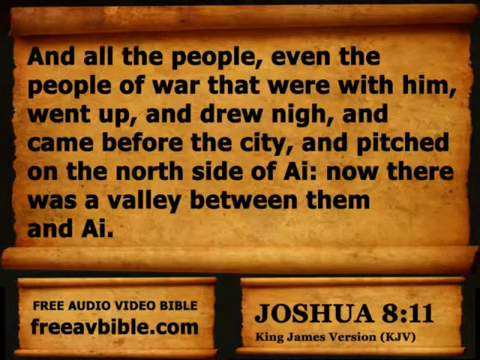 And all the people, even the
people of war that were with him,
went up, and drew nigh, and
came before the city, and pitched
on the north side of Ai: now there
was a valley between them
and Ai.
FREE AUDIO VIDEO BIBLE
freeavbible.com
JOSHUA 8:11
King James Version (KJV)